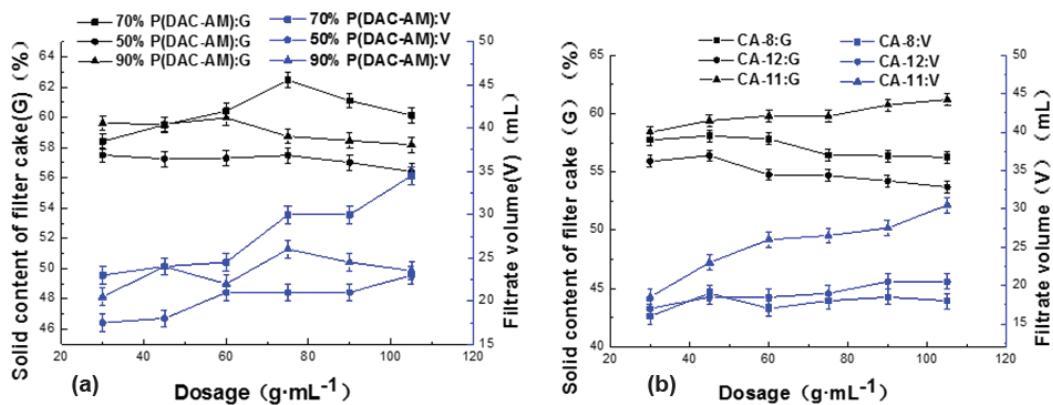 70% P(DAC-AM):G 70% P(DAC-AM):V
50% P(DAC-AM):G 50% P(DAC-AM):V
90% P(DAC-AM):G 90% P(DAC-AM):V
Solid content of filter cake(G) (%)
64
62
60
58
56
54
52
50
48
46
50
45
40
35
30
25
20
15
Filtrate volume(V) (mL)
20 40 60 80 100 120
(a) Dosage (g·mL-1)
CA-8:G CA-8:V
CA-12:G CA-12:V
CA-11:G CA-11:V
Solid content of filter cake (G) (%)
65
60
55
50
45
40
50
45
40
35
30
25
20
15
Filtrate volume (V) (mL)
20 40 60 80 100 120
(b) Dosage (g·mL-1)